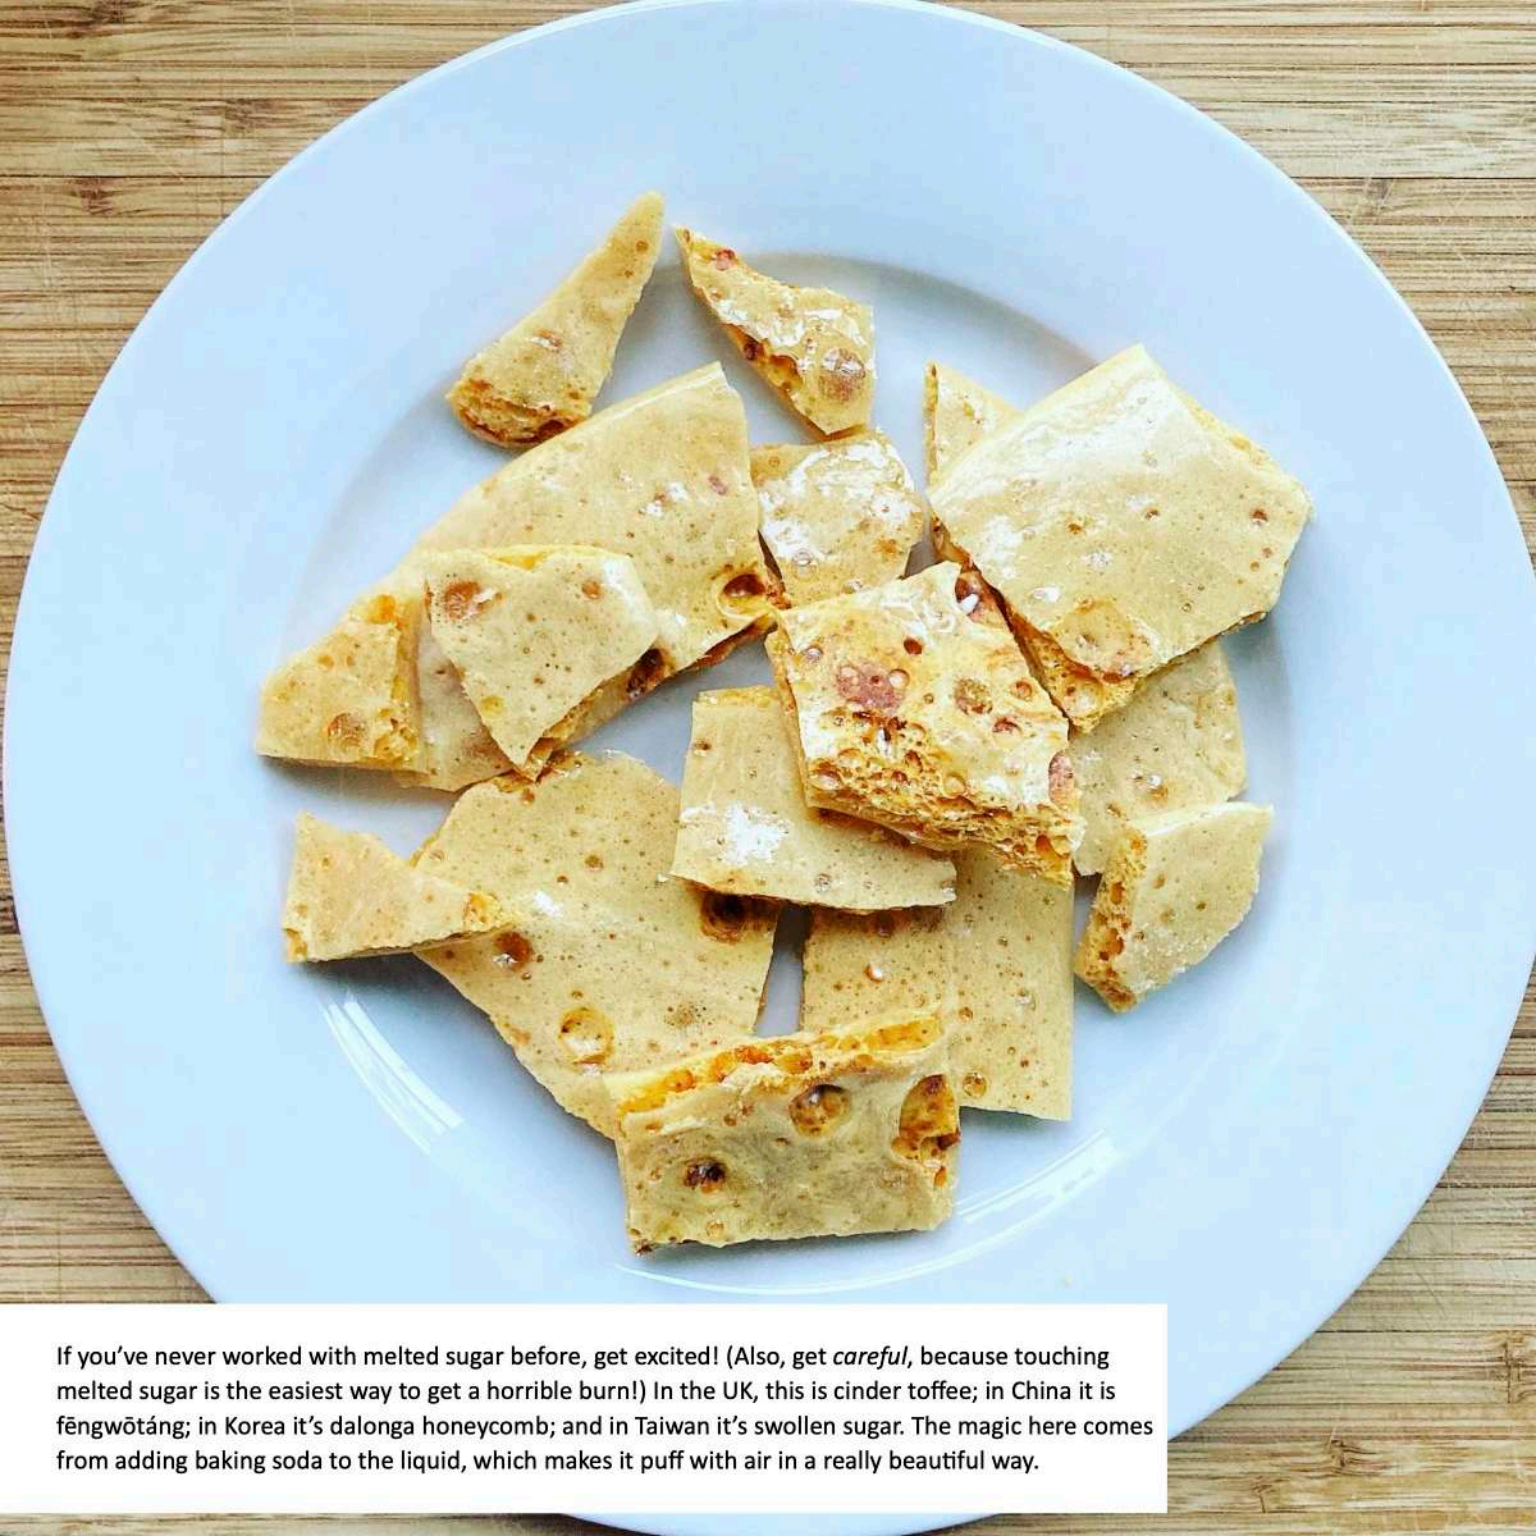 If you’ve never worked with melted sugar before, get excited! (Also, get careful, because touching
melted sugar is the easiest way to get a horrible burn!) In the UK, this is cinder toffee; in China it is
fēngwōtáng; in Korea it’s dalonga honeycomb; and in Taiwan it’s swollen sugar. The magic here comes
from adding baking soda to the liquid, which makes it puff with air in a really beautiful way.